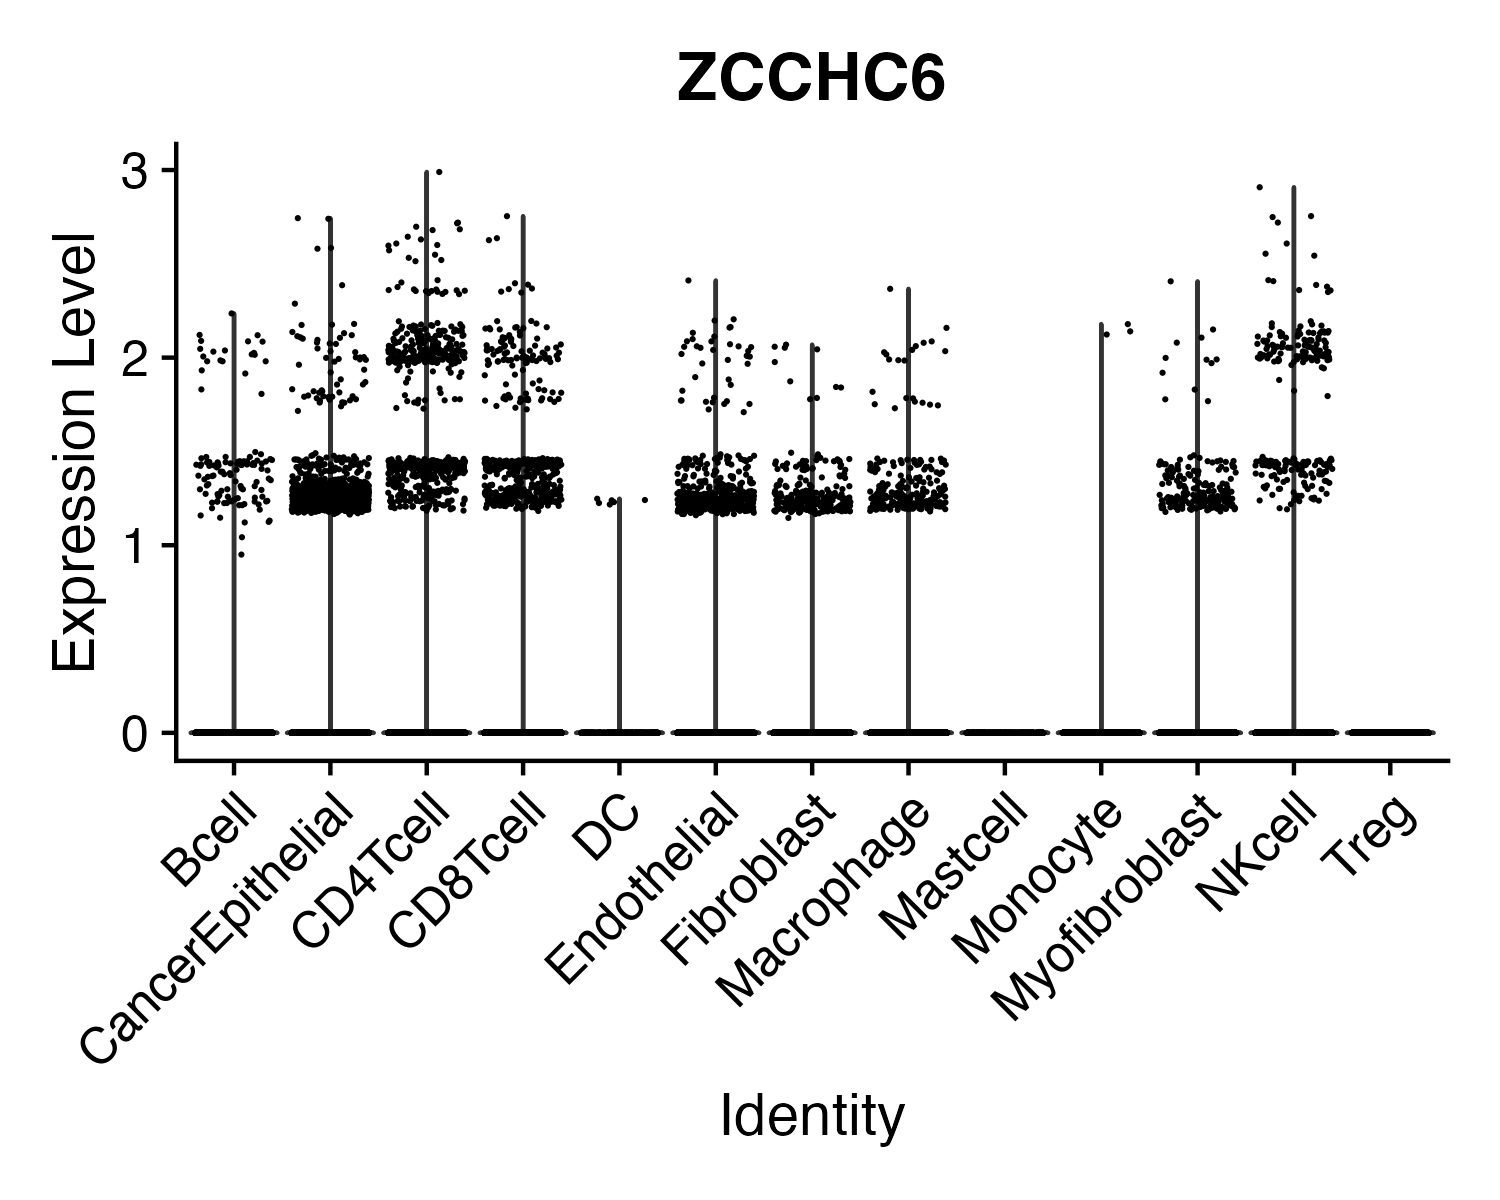 ZCCHC6
Expression Level
3
2
1
0
Bcell
CancerEpithelial
CD4Tcell
CD8Tcell
DC
Endothelial
Fibroblast
Macrophage
Mastcell
Monocyte
Myofibroblast
NKcell
Treg
Identity